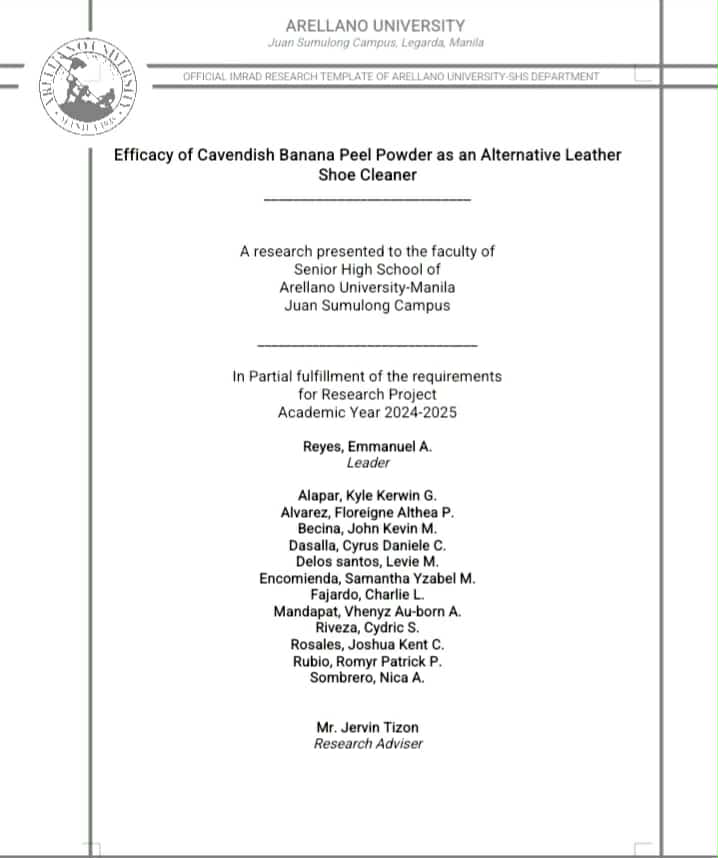 ARELLANO UNIVERSITY
Juan Sumulong Campus, Legarda, Manila
OFFICIAL IMRAD RESEARCH TEMPLATE OF ARELLANO UNIVERSITY-SHS DEPARTMENT
ARELLANO UNIVERSITY
Efficacy of Cavendish Banana Peel Powder as an Alternative Leather
Shoe Cleaner
A research presented to the faculty of
Senior High School of
Arellano University-Manila
Juan Sumulong Campus
In Partial fulfillment of the requirements
for Research Project
Academic Year 2024-2025
Reyes, Emmanuel A.
Leader
Alapar, Kyle Kerwin G.
Alvarez, Floreigne Althea P.
Becina, John Kevin M.
Dasalla, Cyrus Daniele C.
Delos santos, Levie M.
Encomienda, Samantha Yzabel M.
Fajardo, Charlie L.
Mandapat, Vhenyz Au-born A.
Riveza, Cydric S.
Rosales, Joshua Kent C.
Rubio, Romyr Patrick P.
Sombrero, Nica A.
Mr. Jervin Tizon
Research Adviser